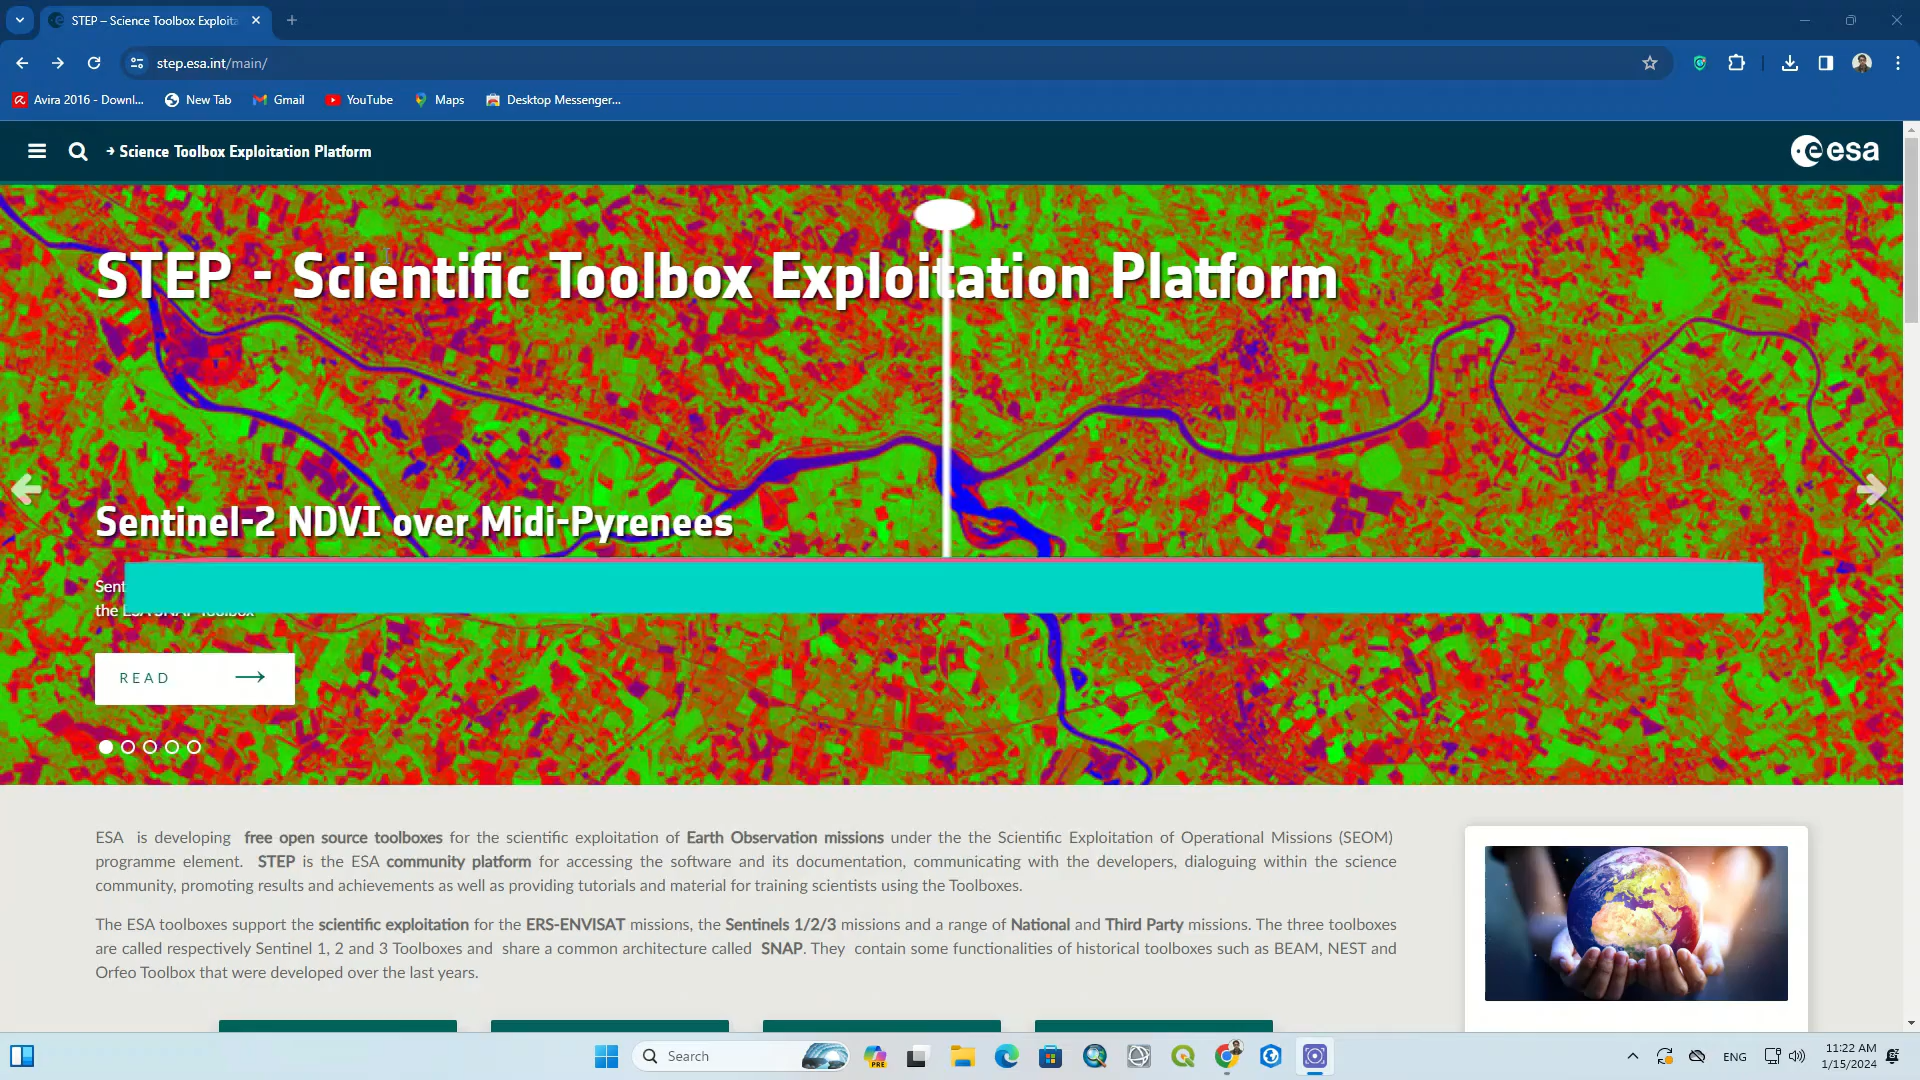 STEP – Science Toolbox Exploita
step.esa.int/main/
Avira 2016 - Downl...
New Tab
Gmail
YouTube
Maps
Desktop Messenger...
Science Toolbox Exploitation Platform
esa
STEP - Scientific Toolbox Exploitation Platform
Sentinel-2 NDVI over Midi-Pyrenees
Sent
the
READ
ESA is developing free open source toolboxes for the scientific exploitation of Earth Observation missions under the the Scientific Exploitation of Operational Missions (SEOM)
programme element. STEP is the ESA community platform for accessing the software and its documentation, communicating with the developers, dialoguing within the science
community, promoting results and achievements as well as providing tutorials and material for training scientists using the Toolboxes.
The ESA toolboxes support the scientific exploitation for the ERS-ENVISAT missions, the Sentinels 1/2/3 missions and a range of National and Third Party missions. The three toolboxes
are called respectively Sentinel 1, 2 and 3 Toolboxes and share a common architecture called SNAP. They contain some functionalities of historical toolboxes such as BEAM, NEST and
Orfeo Toolbox that were developed over the last years.
Search
PRE
ENG
11:22 AM
1/15/2024